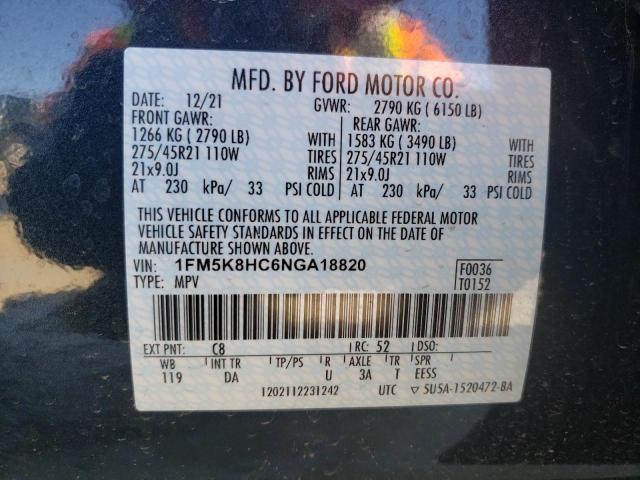 MFD. BY FORD MOTOR CO.
DATE: 12/21 GVWR: 2790 KG ( 6150 LB)
FRONT GAWR: REAR GAWR:
1266 KG ( 2790 LB) WITH 1583 KG ( 3490 LB) WITH
275/45R21 110W TIRES 275/45R21 110W TIRES
21x9.0J RIMS 21x9.0J RIMS
AT 230 kPa/ 33 PSI COLD AT 230 kPa/ 33 PSI COLD
THIS VEHICLE CONFORMS TO ALL APPLICABLE FEDERAL MOTOR
VEHICLE SAFETY STANDARDS IN EFFECT ON THE DATE OF
MANUFACTURE SHOWN ABOVE.
VIN: 1FM5K8HC6NGA18820 F0036
TYPE: MPV T0152
EXT PNT: C8 RC: 52 DSO:
WB INT TR TP/PS R AXLE TR SPR
119 DA U 3A T EESS
1202112231242 UTC ▽ 5U5A-1520472-BA